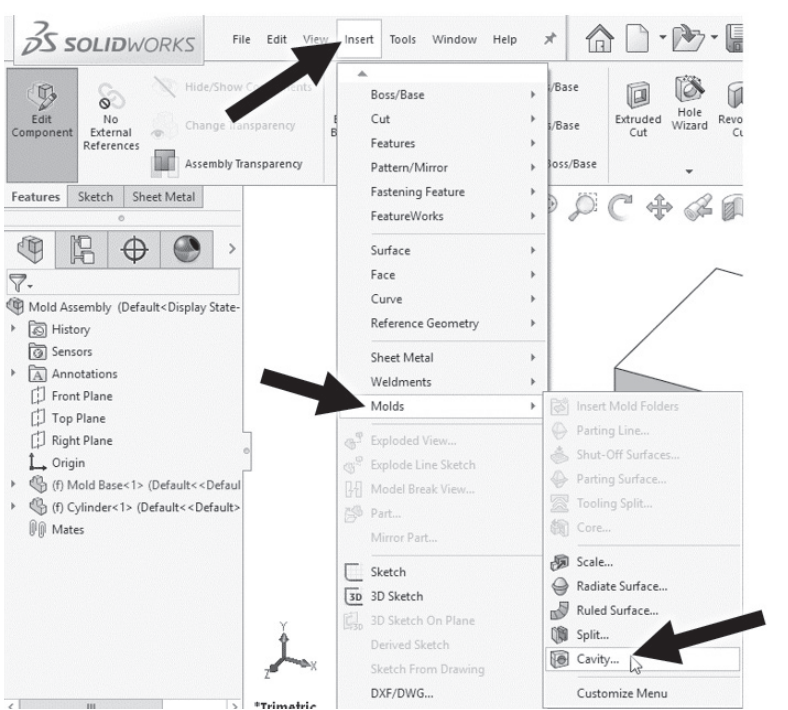 SOLIDWORKS
File Edit View Insert Tools Window Help
Edit Component
No External References
Hide/Show Components
Change Transparency
Assembly Transparency
/Base
/Base
Boss/Base
Extruded Cut
Hole Wizard
Features Sketch Sheet Metal
Mold Assembly (Default<Display State-
History
Sensors
Annotations
Front Plane
Top Plane
Right Plane
Origin
(f) Mold Base<1> (Default<<Defaul
(f) Cylinder<1> (Default<<Default>
Mates
Boss/Base
Cut
Features
Pattern/Mirror
Fastening Feature
FeatureWorks
Surface
Face
Curve
Reference Geometry
Sheet Metal
Weldments
Molds
Exploded View...
Explode Line Sketch
Model Break View...
Part...
Mirror Part...
Sketch
3D 3D Sketch
3D Sketch On Plane
Derived Sketch
Sketch From Drawing
DXF/DWG...
Insert Mold Folders
Parting Line...
Shut-Off Surfaces...
Parting Surface...
Tooling Split...
Core...
Scale...
Radiate Surface...
Ruled Surface...
Split...
Cavity...
Customize Menu
Y
Z X
*Trimetric